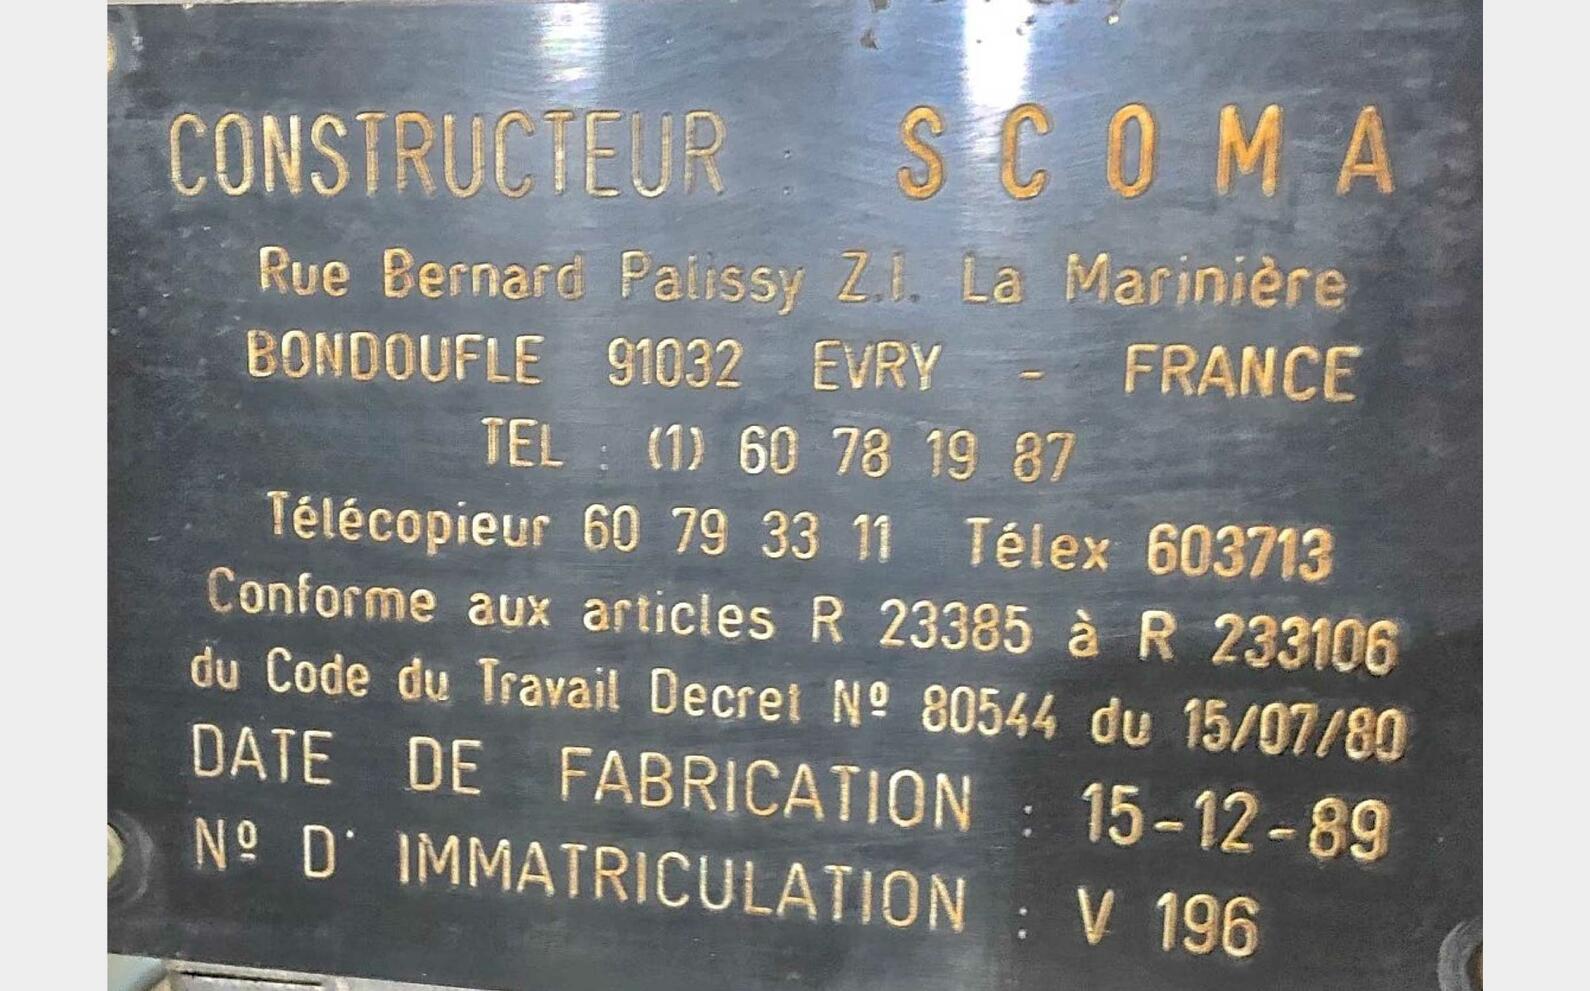 CONSTRUCTEUR : SCOMA
Rue Bernard Palissy Z.I. La Marinière
BONDOUFLE 91032 EVRY - FRANCE
TEL : (1) 60 78 19 87
Télécopieur 60 79 33 11 Télex 603713
Conforme aux articles R 23385 à R 233106
du Code du Travail Decret Nº 80544 du 15/07/80
DATE DE FABRICATION : 15-12-89
Nº D' IMMATRICULATION : V 196